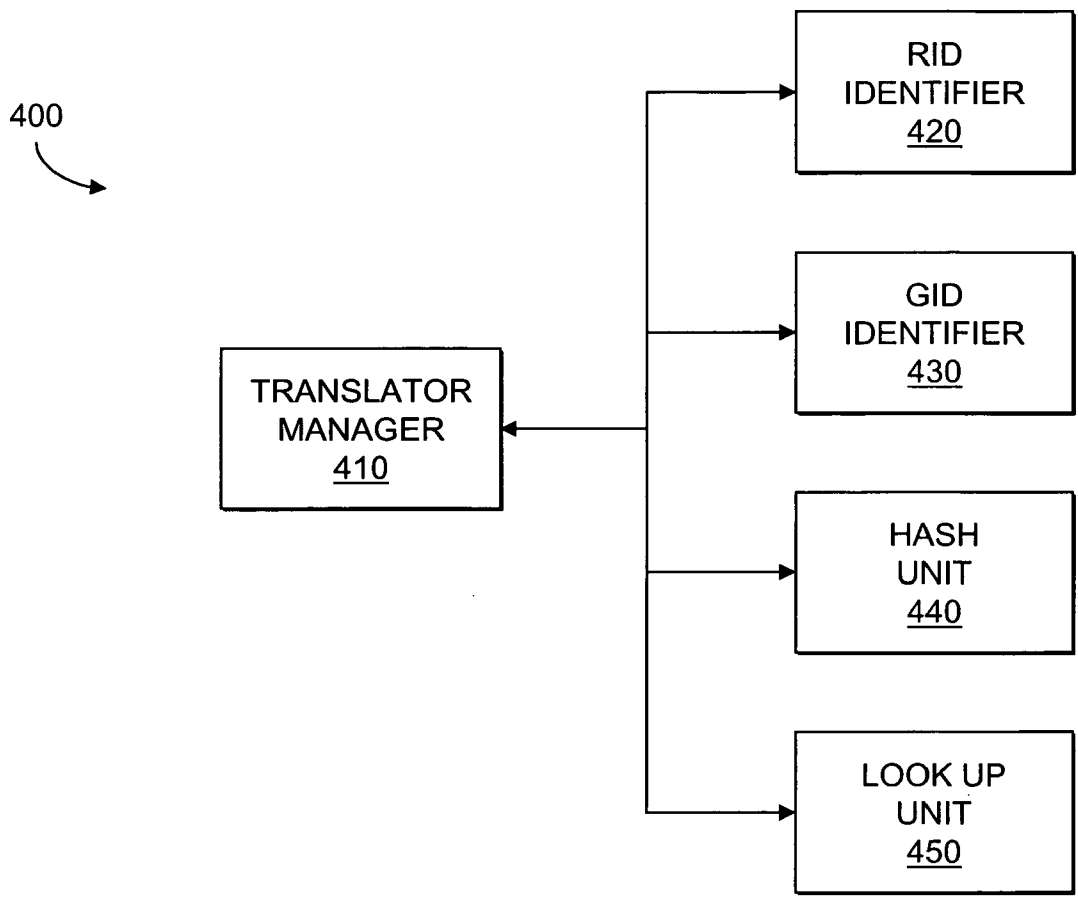 400
TRANSLATOR
MANAGER
410
RID
IDENTIFIER
420
GID
IDENTIFIER
430
HASH
UNIT
440
LOOK UP
UNIT
450